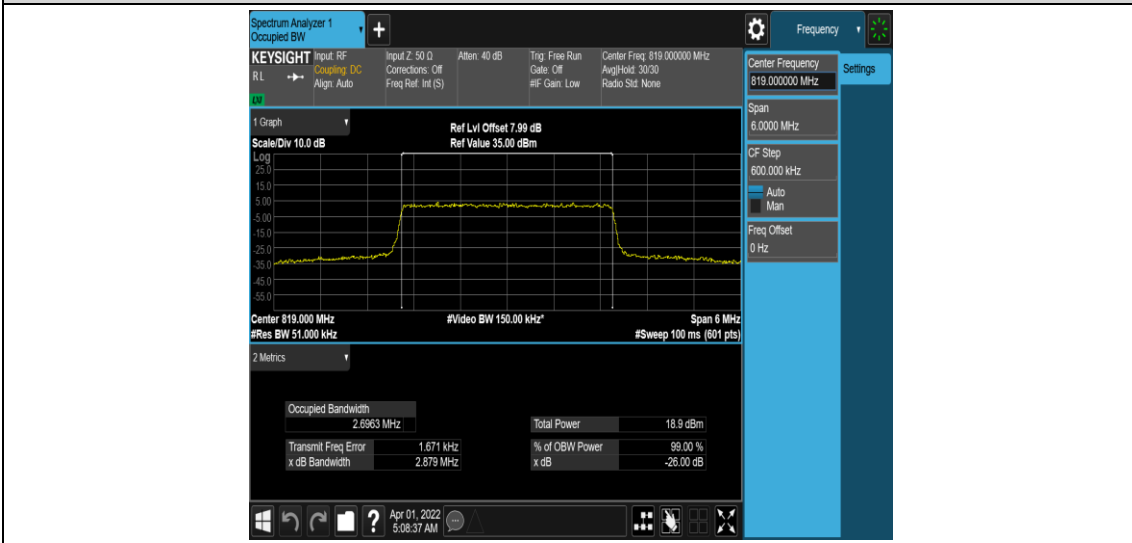 Spectrum Analyzer 1
Occupied BW
Frequency
KEYSIGHT
RL
LXI
Input: RF
Coupling: DC
Align: Auto
Input Z: 50 Ω
Corrections: Off
Freq Ref: Int (S)
Atten: 40 dB
Trig: Free Run
Gate: Off
#IF Gain: Low
Center Freq: 819.000000 MHz
Avg|Hold: 30/30
Radio Std: None
Center Frequency
819.000000 MHz
Settings
Span
6.0000 MHz
CF Step
600.000 kHz
Auto
Man
Freq Offset
0 Hz
1 Graph
Scale/Div 10.0 dB
Ref Lvl Offset 7.99 dB
Ref Value 35.00 dBm
Log
25.0
15.0
5.00
-5.00
-15.0
-25.0
-35.0
-45.0
-55.0
Center 819.000 MHz
#Video BW 150.00 kHz*
Span 6 MHz
#Res BW 51.000 kHz
#Sweep 100 ms (601 pts)
2 Metrics
Occupied Bandwidth
2.6963 MHz
Total Power 18.9 dBm
Transmit Freq Error 1.671 kHz
% of OBW Power 99.00 %
x dB Bandwidth 2.879 MHz
x dB -26.00 dB
?
Apr 01, 2022
5:08:37 AM